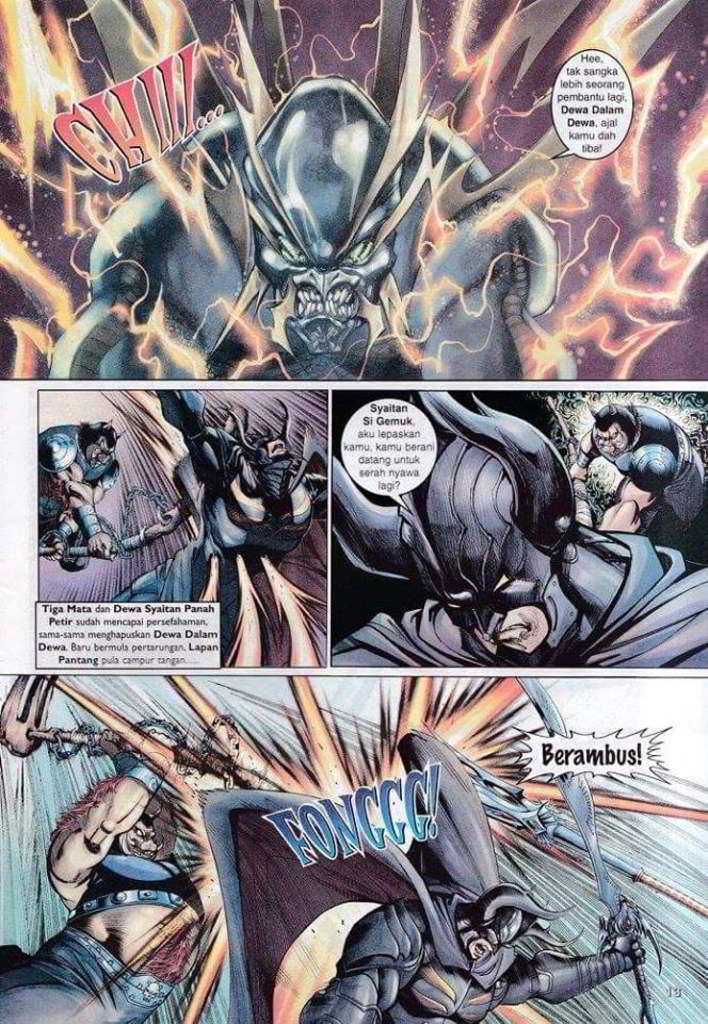 CHIII...
Hee,
tak sangka
lebih seorang
pembantu lagi,
Dewa Dalam
Dewa, ajal
kamu dah
tiba!
Tiga Mata dan Dewa Syaitan Panah
Petir sudah mencapai persefahaman,
sama-sama menghapuskan Dewa Dalam
Dewa. Baru bermula pertarungan, Lapan
Pantang pula campur tangan.....
Syaitan
Si Gemuk,
aku lepaskan
kamu, kamu berani
datang untuk
serah nyawa
lagi?
Berambus!
FONGGG!
13